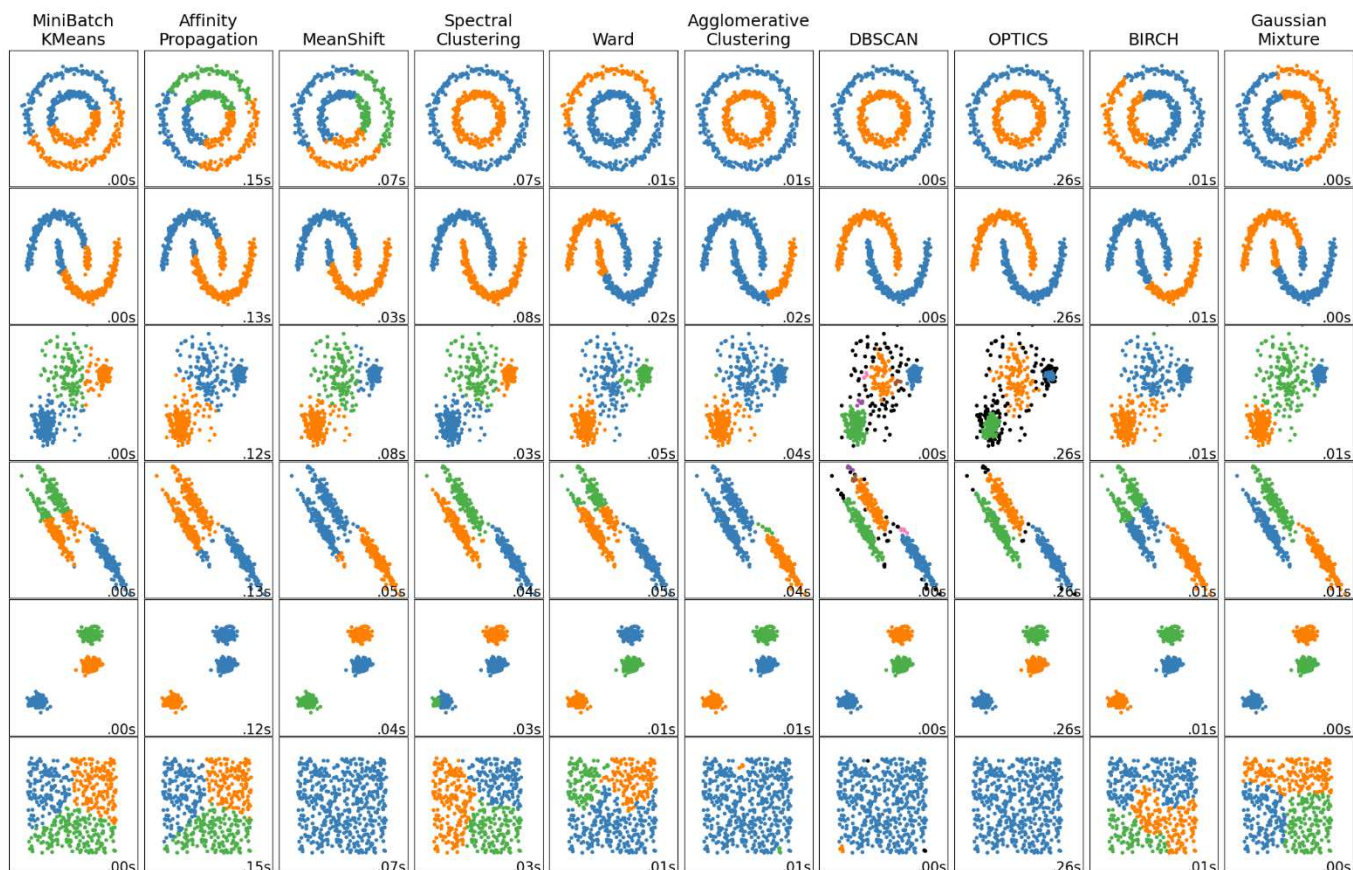 MiniBatch
KMeans
Affinity
Propagation
MeanShift
Spectral
Clustering
Ward
Agglomerative
Clustering
DBSCAN
OPTICS
BIRCH
Gaussian
Mixture
.00s .15s .07s .07s .01s .01s .00s .26s .01s .00s
.00s .13s .03s .08s .02s .02s .00s .26s .01s .00s
.00s .12s .08s .03s .05s .04s .00s .26s .01s .01s
.00s .13s .05s .04s .05s .04s .00s .26s .01s .01s
.00s .12s .04s .03s .01s .01s .00s .26s .01s .00s
.00s .15s .07s .03s .01s .01s .00s .26s .01s .00s